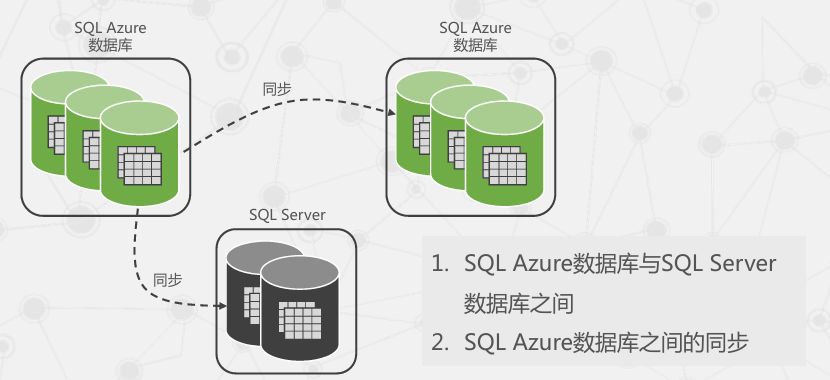 SQL Azure
数据库
SQL Azure
数据库
同步
SQL Server
同步
1. SQL Azure数据库与SQL Server
数据库之间
2. SQL Azure数据库之间的同步